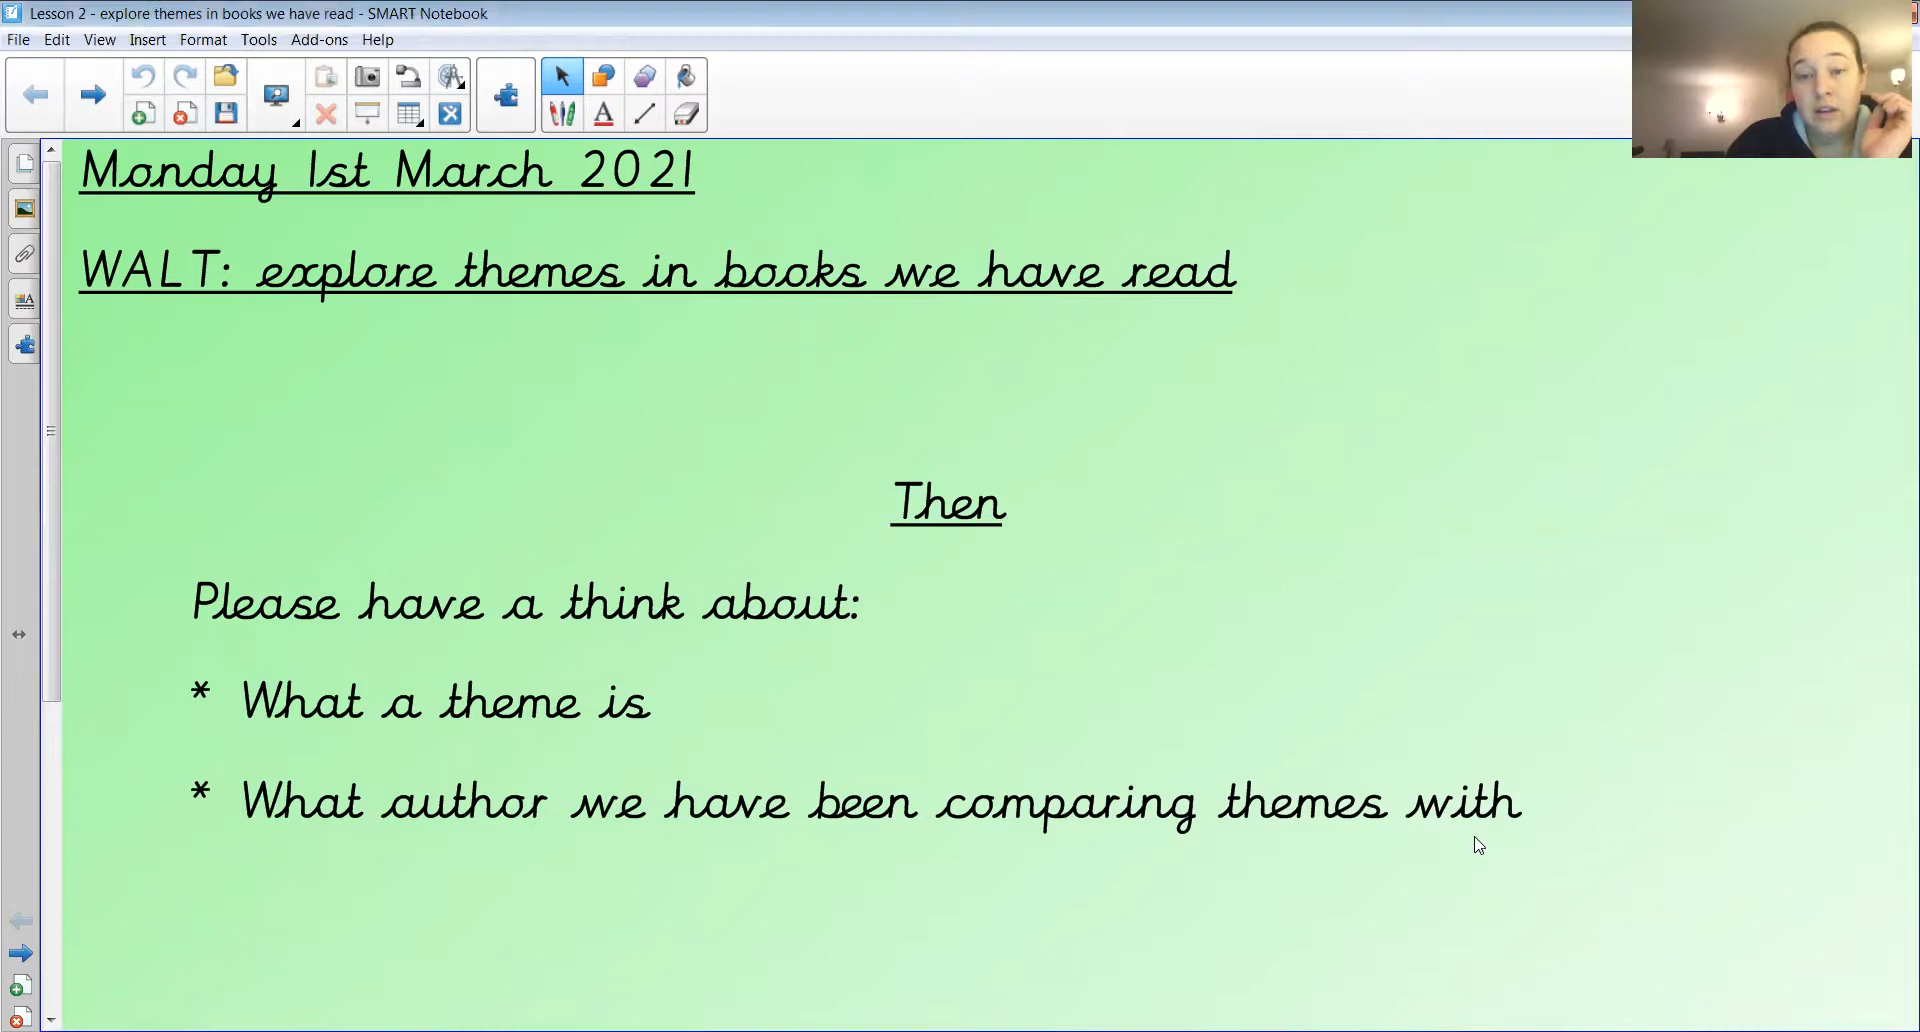 Lesson 2 - explore themes in books we have read - SMART Notebook
File Edit View Insert Format Tools Add-ons Help
Monday 1st March 2021
WALT: explore themes in books we have read
Then
Please have a think about:
* What a theme is
* What author we have been comparing themes with